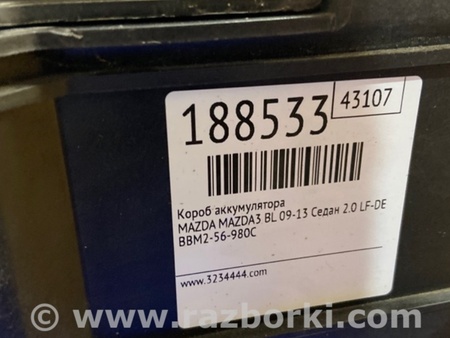 188533
43107
Короб аккумулятора
MAZDA MAZDA3 BL 09-13 Седан 2.0 LF-DE
BBM2-56-980C
www.3234444.com
© www.razborki.com